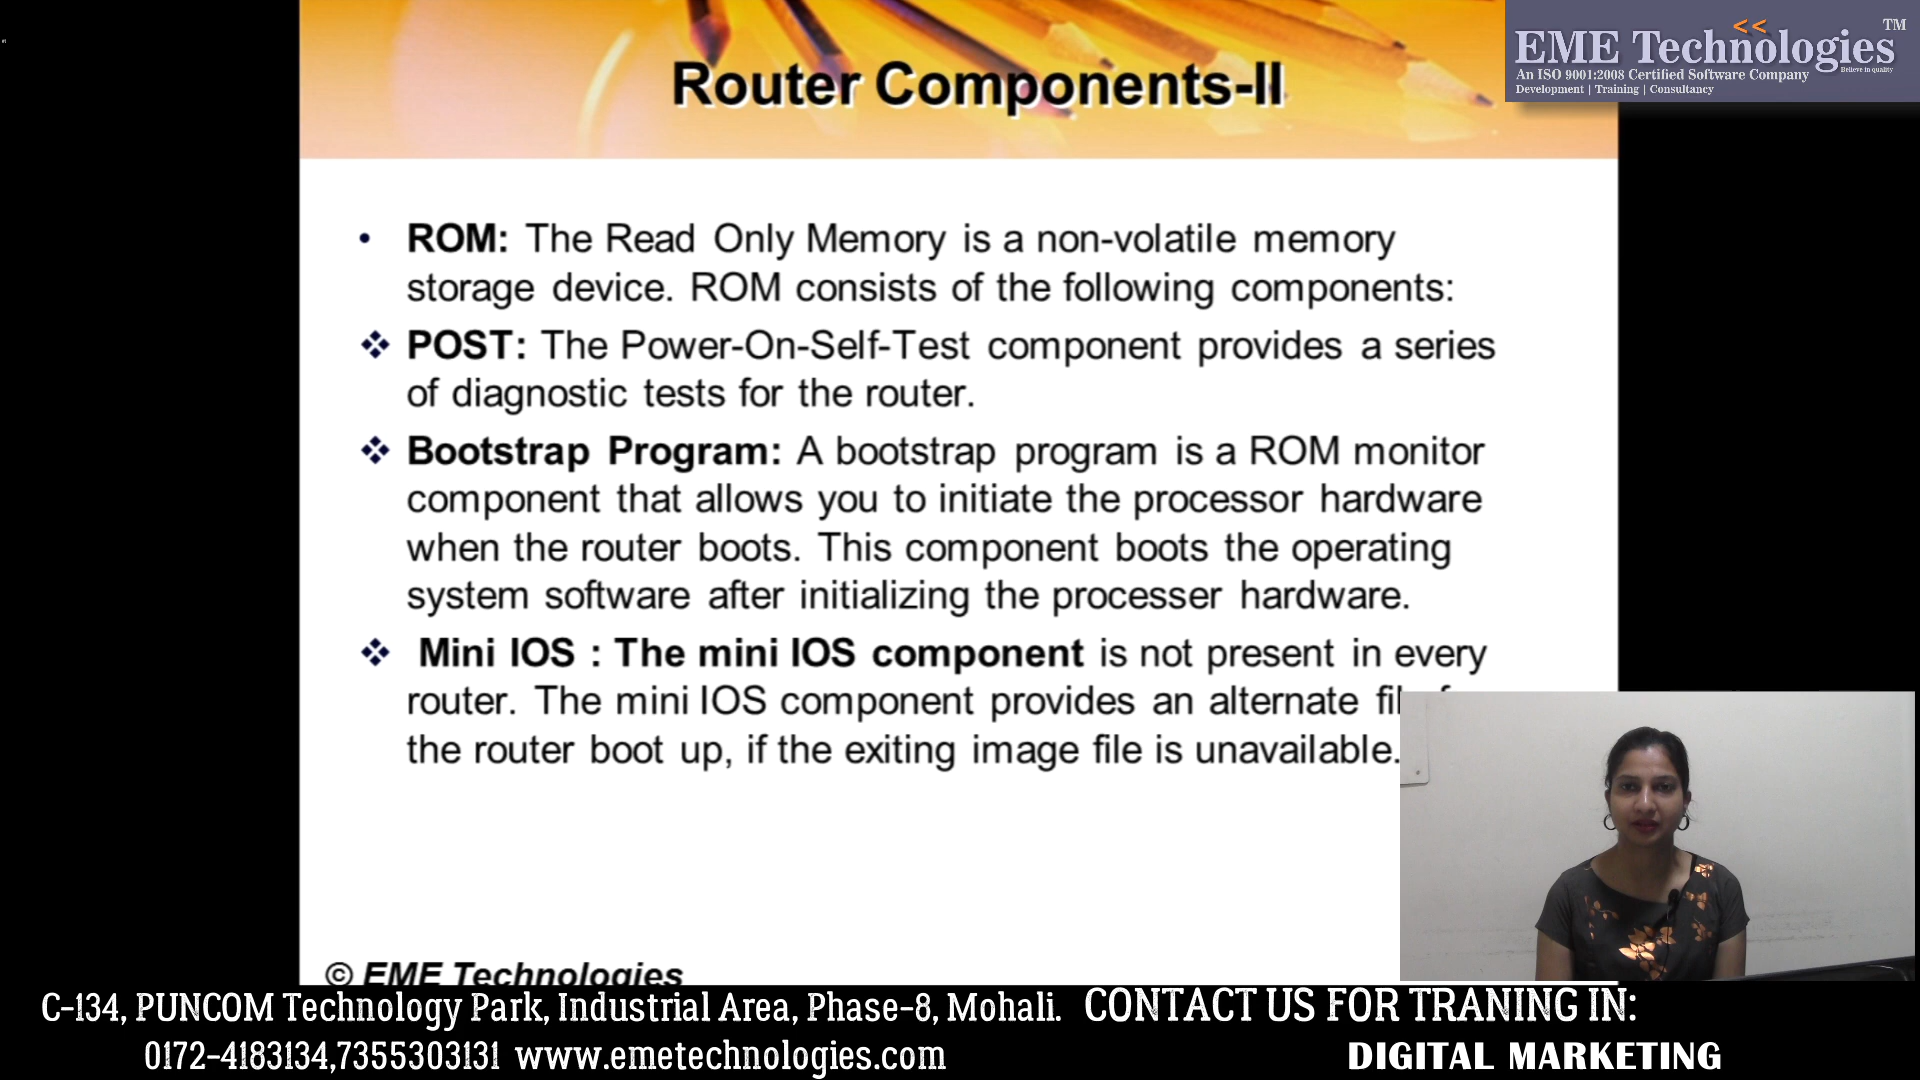 Router Components-II
<< TM
EME Technologies
Believe in quality
An ISO 9001:2008 Certified Software Company
Development | Training | Consultancy
• ROM: The Read Only Memory is a non-volatile memory
storage device. ROM consists of the following components:
❖ POST: The Power-On-Self-Test component provides a series
of diagnostic tests for the router.
❖ Bootstrap Program: A bootstrap program is a ROM monitor
component that allows you to initiate the processor hardware
when the router boots. This component boots the operating
system software after initializing the processer hardware.
❖ Mini IOS : The mini IOS component is not present in every
router. The mini IOS component provides an alternate
the router boot up, if the exiting image file is unavailable.
© EME Technologies
C-134, PUNCOM Technology Park, Industrial Area, Phase-8, Mohali. CONTACT US FOR TRANING IN:
0172-4183134,7355303131 www.emetechnologies.com DIGITAL MARKETING